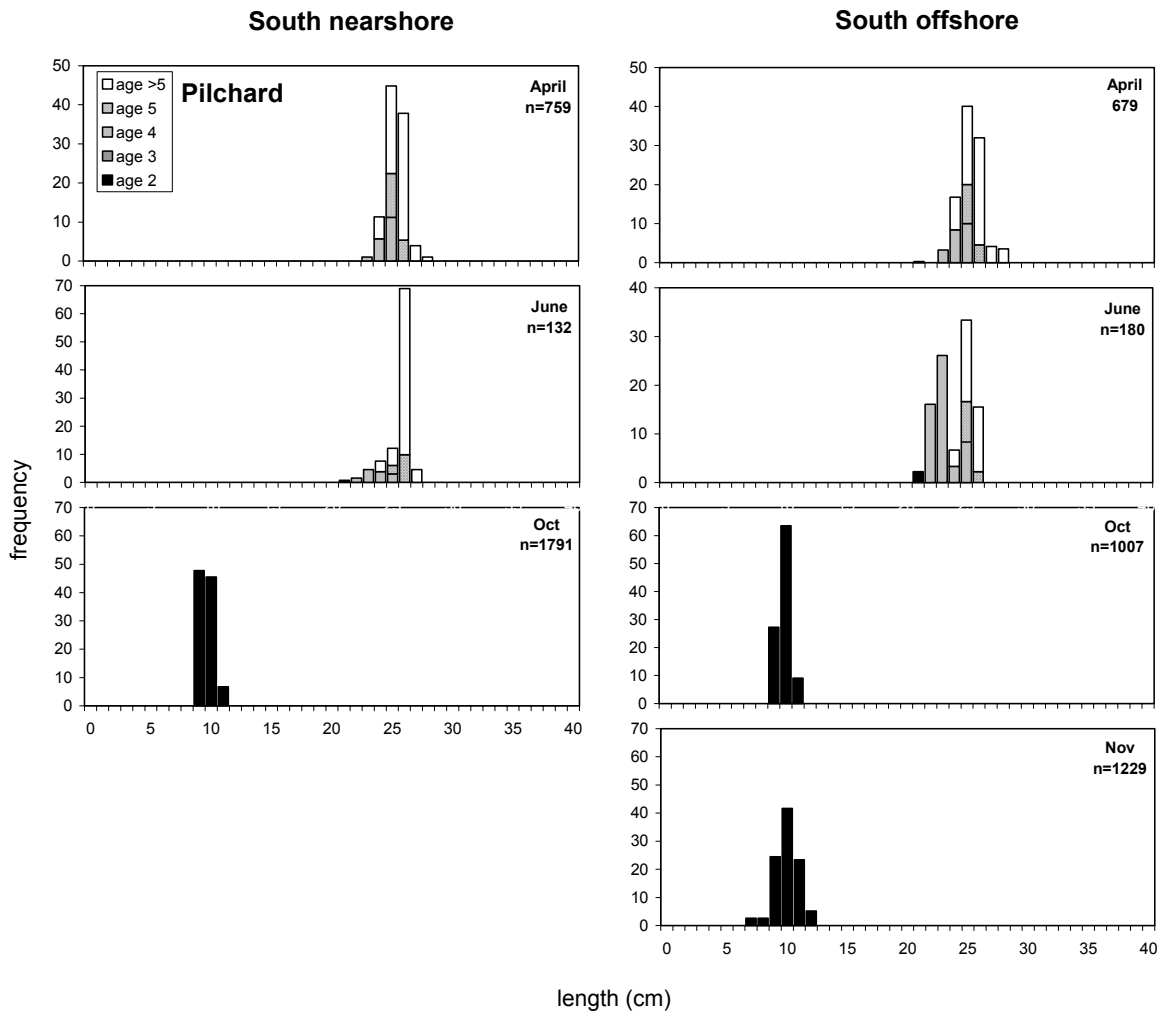 South nearshore
South offshore
50
40
30
20
10
0
age >5
age 5
age 4
age 3
age 2
Pilchard
April
n=759
50
40
30
20
10
0
April
679
70
60
50
40
30
20
10
0
June
n=132
40
30
20
10
0
June
n=180
frequency
70
60
50
40
30
20
10
0
Oct
n=1791
0 5 10 15 20 25 30 35 40
70
60
50
40
30
20
10
0
Oct
n=1007
70
60
50
40
30
20
10
0
Nov
n=1229
0 5 10 15 20 25 30 35 40
length (cm)